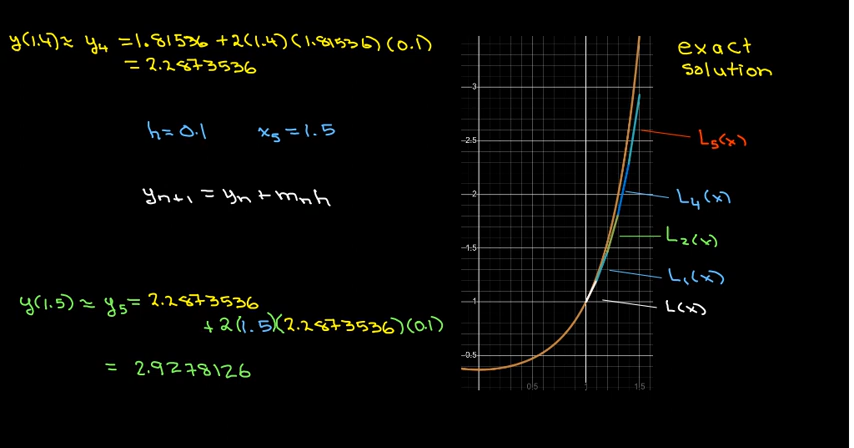 y(1.4) ≈ y₄ = 1.81536 + 2(1.4)(1.81536)(0.1)
= 2.2873536
h = 0.1 x₅ = 1.5
yₙ₊₁ = yₙ + mₙh
y(1.5) ≈ y₅ = 2.2873536
+ 2(1.5)(2.2873536)(0.1)
= 2.9278126
exact
solution
3
2.5
2
1.5
1
0.5
0.5 1 1.5
L₅(x)
L₄(x)
L₂(x)
L₁(x)
L(x)